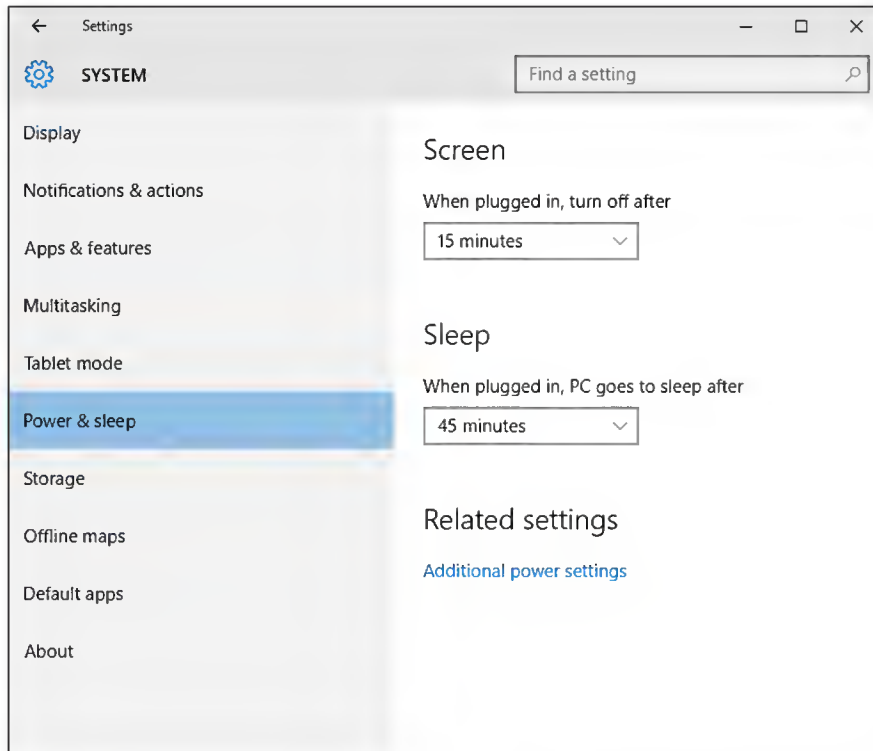 Settings
SYSTEM
Find a setting
Display
Notifications & actions
Apps & features
Multitasking
Tablet mode
Power & sleep
Storage
Offline maps
Default apps
About
Screen
When plugged in, turn off after
15 minutes
Sleep
When plugged in, PC goes to sleep after
45 minutes
Related settings
Additional power settings